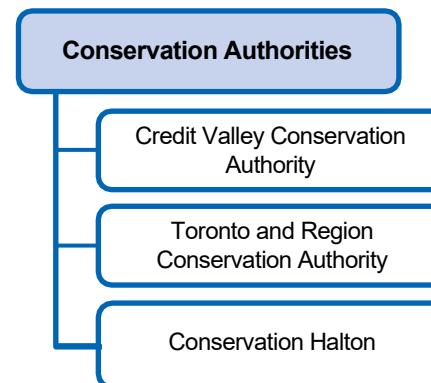 Conservation Authorities
Credit Valley Conservation
Authority
Toronto and Region
Conservation Authority
Conservation Halton